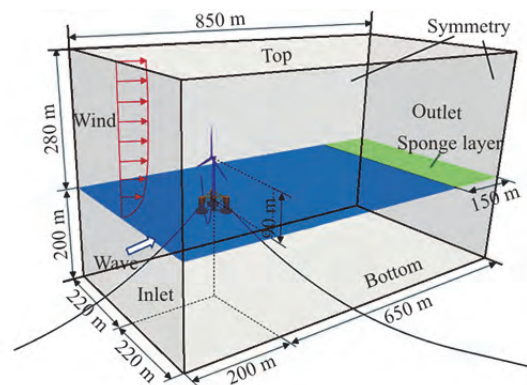 850 m
Symmetry
Top
Wind
Outlet
280 m
Sponge layer
150 m
90 m
200 m
Wave
Inlet
Bottom
220 m
220 m
200 m
650 m